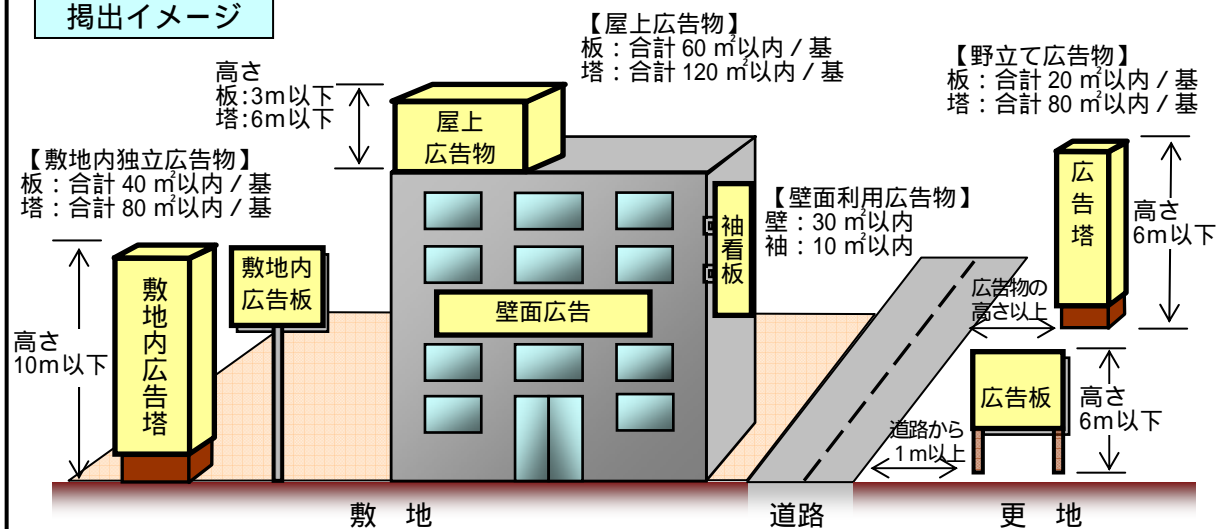 掲出イメージ
【屋上広告物】
板：合計 60 ㎡以内 / 基
塔：合計 120 ㎡以内 / 基
【野立て広告物】
板：合計 20 ㎡以内 / 基
塔：合計 80 ㎡以内 / 基
高さ
板:3m以下
塔:6m以下
屋上
広告物
【敷地内独立広告物】
板：合計 40 ㎡以内 / 基
塔：合計 80 ㎡以内 / 基
【壁面利用広告物】
壁：30 ㎡以内
袖：10 ㎡以内
袖看板
広告塔
高さ
6m以下
敷地内
広告板
敷地内広告塔
壁面広告
広告物の
高さ以上
高さ
10m以下
広告板
高さ
6m以下
道路から
1m以上
敷 地
道路
更 地